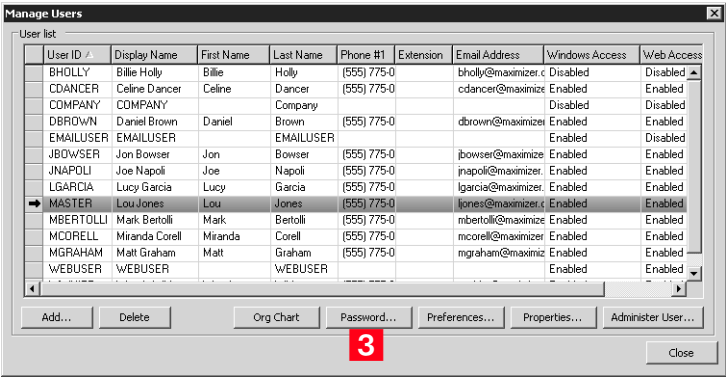 Manage Users
User list
User ID Display Name First Name Last Name Phone #1 Extension Email Address Windows Access Web Access
BHOLLY Billie Holly Billie Holly (555) 775-0 bholly@maximizer.c Disabled Disabled
CDANCER Celine Dancer Celine Dancer (555) 775-0 cdancer@maximize Enabled Enabled
COMPANY COMPANY Company Disabled Disabled
DBROWN Daniel Brown Daniel Brown (555) 775-0 dbrown@maximizer Enabled Enabled
EMAILUSER EMAILUSER EMAILUSER Enabled Disabled
JBOWSER Jon Bowser Jon Bowser (555) 775-0 jbowser@maximize Enabled Enabled
JNAPOLI Joe Napoli Joe Napoli (555) 775-0 jnapoli@maximizer. Enabled Enabled
LGARCIA Lucy Garcia Lucy Garcia (555) 775-0 lgarcia@maximizer. Enabled Enabled
MASTER Lou Jones Lou Jones (555) 775-0 ljones@maximizer.c Enabled Enabled
MBERTOLLI Mark Bertolli Mark Bertolli (555) 775-0 mbertolli@maximize Enabled Enabled
MCORELL Miranda Corell Miranda Corell (555) 775-0 mcorell@maximizer Enabled Enabled
MGRAHAM Matt Graham Matt Graham (555) 775-0 mgraham@maximiz Enabled Enabled
WEBUSER WEBUSER WEBUSER Enabled Enabled
Add... Delete Org Chart Password... Preferences... Properties... Administer User...
3
Close